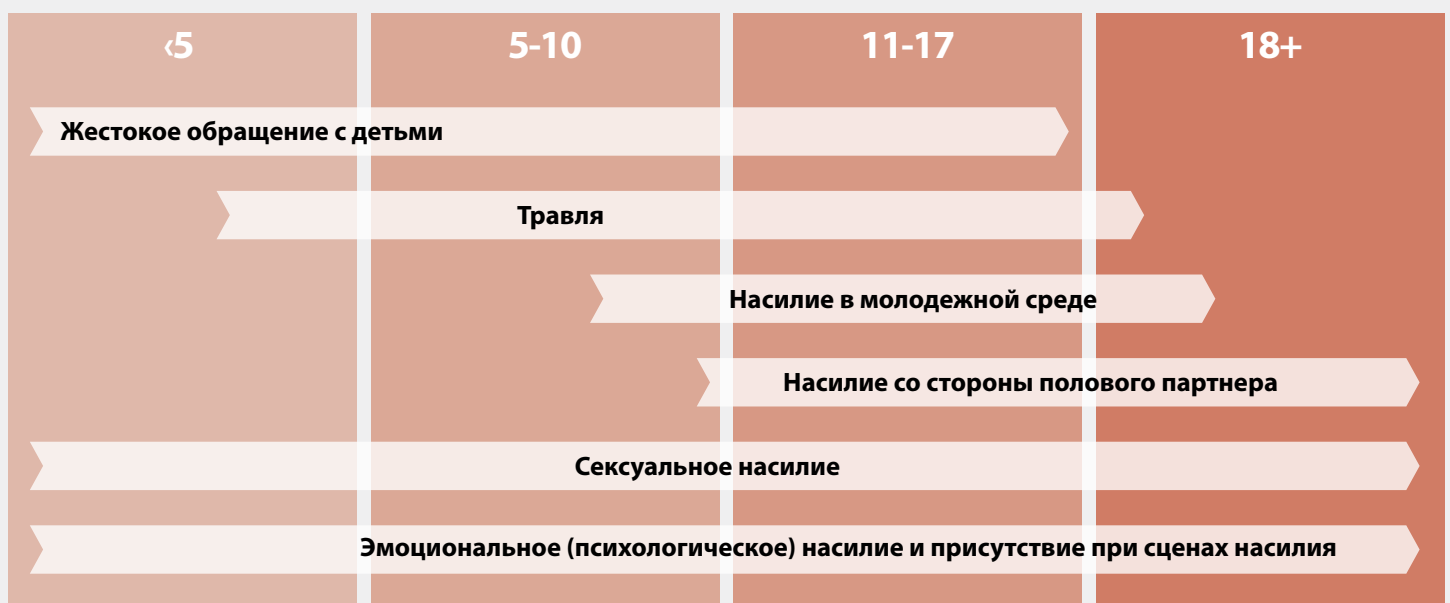 ‹5
5-10
11-17
18+
Жестокое обращение с детьми
Травля
Насилие в молодежной среде
Насилие со стороны полового партнера
Сексуальное насилие
Эмоциональное (психологическое) насилие и присутствие при сценах насилия